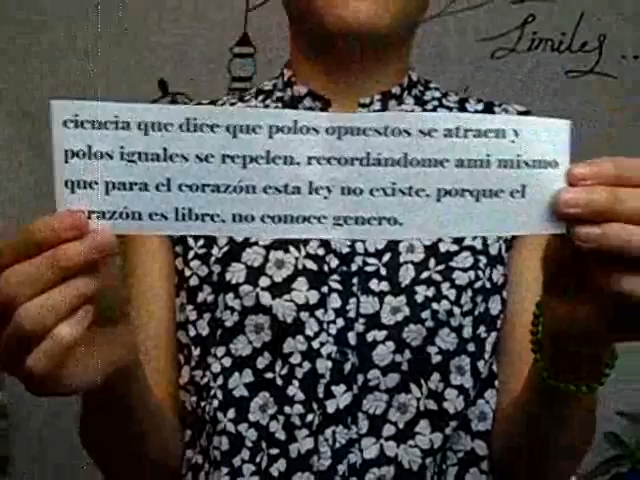 Limites ..
ciencia que dice que polos opuestos se atraen y
polos iguales se repelen, recordándome ami mismo
que para el corazón esta ley no existe, porque el
razón es libre, no conoce genero.